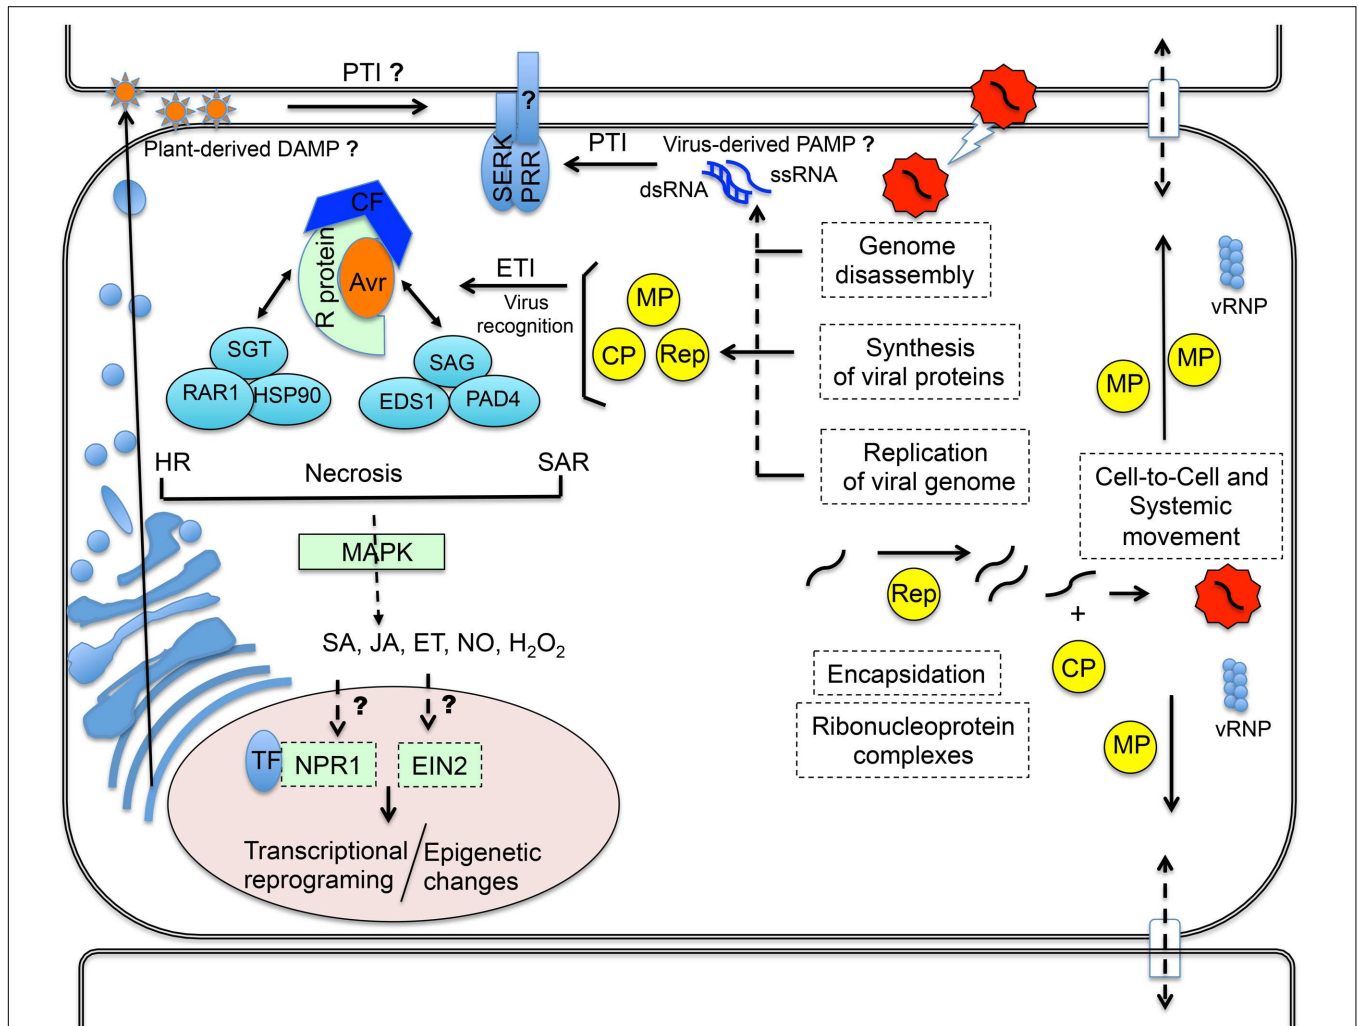 PTI ?
Plant-derived DAMP ?
?
SERK
PRR
PTI
Virus-derived PAMP ?
dsRNA
ssRNA
CF
R protein
Avr
ETI
Virus
recognition
MP
CP
Rep
SGT
RAR1
HSP90
SAG
EDS1
PAD4
Genome
disassembly
Synthesis
of viral proteins
Replication
of viral genome
vRNP
MP
MP
Cell-to-Cell and
Systemic
movement
HR
Necrosis
SAR
MAPK
SA, JA, ET, NO, H₂O₂
?
?
TF
NPR1
EIN2
Transcriptional
reprograming
/
Epigenetic
changes
Rep
+
CP
Encapsidation
Ribonucleoprotein
complexes
MP
vRNP